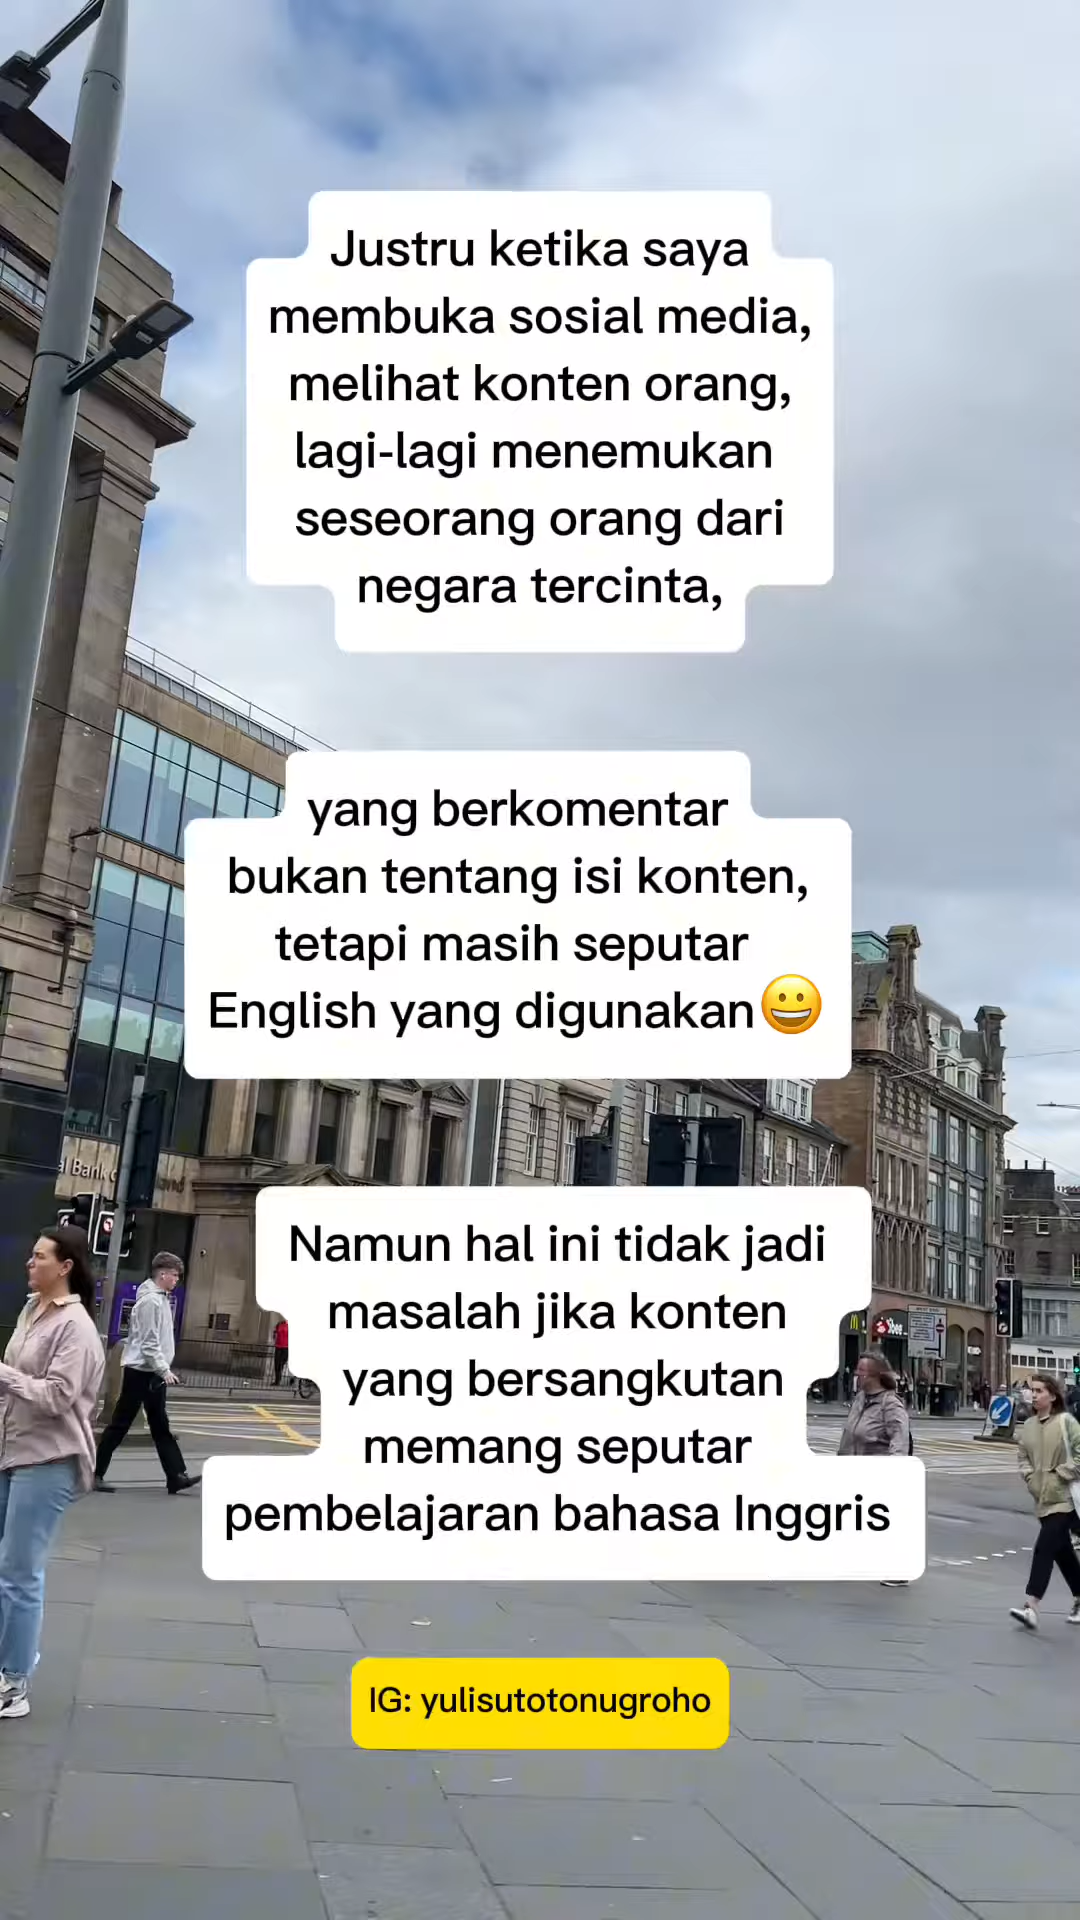 Justru ketika saya
membuka sosial media,
melihat konten orang,
lagi-lagi menemukan
seseorang orang dari
negara tercinta,
yang berkomentar
bukan tentang isi konten,
tetapi masih seputar
English yang digunakan😀
Namun hal ini tidak jadi
masalah jika konten
yang bersangkutan
memang seputar
pembelajaran bahasa Inggris
IG: yulisutotonugroho
Bank